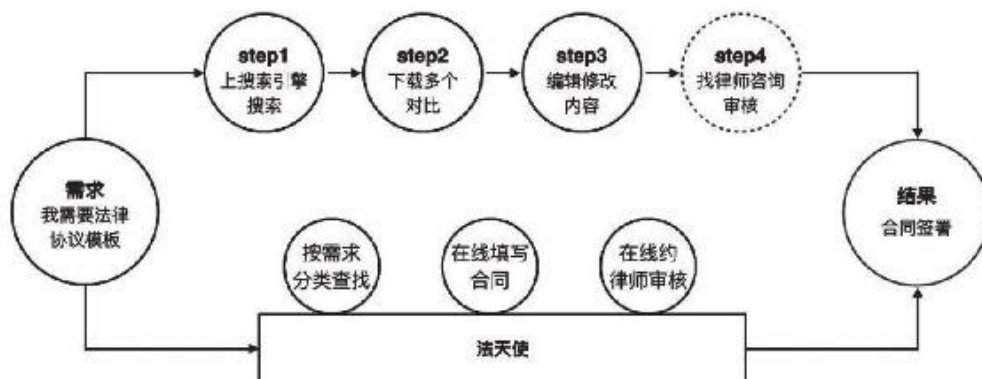 step1
上搜索引擎
搜索
step2
下载多个
对比
step3
编辑修改
内容
step4
找律师咨询
审核
需求
我需要法律
协议模板
结果
合同签署
按需求
分类查找
在线填写
合同
在线约
律师审核
法天使